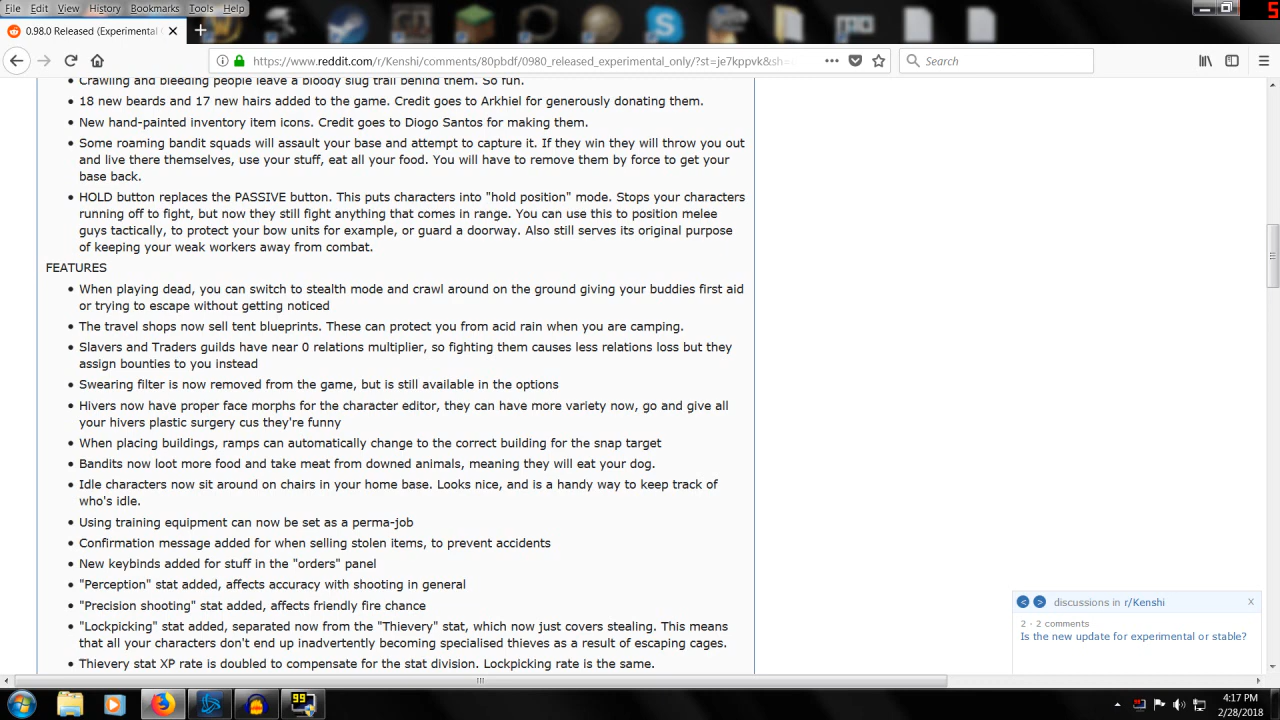 File Edit View History Bookmarks Tools Help
5
0.98.0 Released (Experimental
https://www.reddit.com/r/Kenshi/comments/80pbdf/0980_released_experimental_only/?st=je7kppvk&sh=
Search
Crawling and bleeding people leave a bloody slug trail behind them. So run.
18 new beards and 17 new hairs added to the game. Credit goes to Arkhiel for generously donating them.
New hand-painted inventory item icons. Credit goes to Diogo Santos for making them.
Some roaming bandit squads will assault your base and attempt to capture it. If they win they will throw you out
and live there themselves, use your stuff, eat all your food. You will have to remove them by force to get your
base back.
HOLD button replaces the PASSIVE button. This puts characters into "hold position" mode. Stops your characters
running off to fight, but now they still fight anything that comes in range. You can use this to position melee
guys tactically, to protect your bow units for example, or guard a doorway. Also still serves its original purpose
of keeping your weak workers away from combat.
FEATURES
When playing dead, you can switch to stealth mode and crawl around on the ground giving your buddies first aid
or trying to escape without getting noticed
The travel shops now sell tent blueprints. These can protect you from acid rain when you are camping.
Slavers and Traders guilds have near 0 relations multiplier, so fighting them causes less relations loss but they
assign bounties to you instead
Swearing filter is now removed from the game, but is still available in the options
Hivers now have proper face morphs for the character editor, they can have more variety now, go and give all
your hivers plastic surgery cus they're funny
When placing buildings, ramps can automatically change to the correct building for the snap target
Bandits now loot more food and take meat from downed animals, meaning they will eat your dog.
Idle characters now sit around on chairs in your home base. Looks nice, and is a handy way to keep track of
who's idle.
Using training equipment can now be set as a perma-job
Confirmation message added for when selling stolen items, to prevent accidents
New keybinds added for stuff in the "orders" panel
"Perception" stat added, affects accuracy with shooting in general
"Precision shooting" stat added, affects friendly fire chance
"Lockpicking" stat added, separated now from the "Thievery" stat, which now just covers stealing. This means
that all your characters don't end up inadvertently becoming specialised thieves as a result of escaping cages.
Thievery stat XP rate is doubled to compensate for the stat division. Lockpicking rate is the same.
discussions in r/Kenshi X
2 · 2 comments
Is the new update for experimental or stable?
99
4:17 PM
2/28/2018